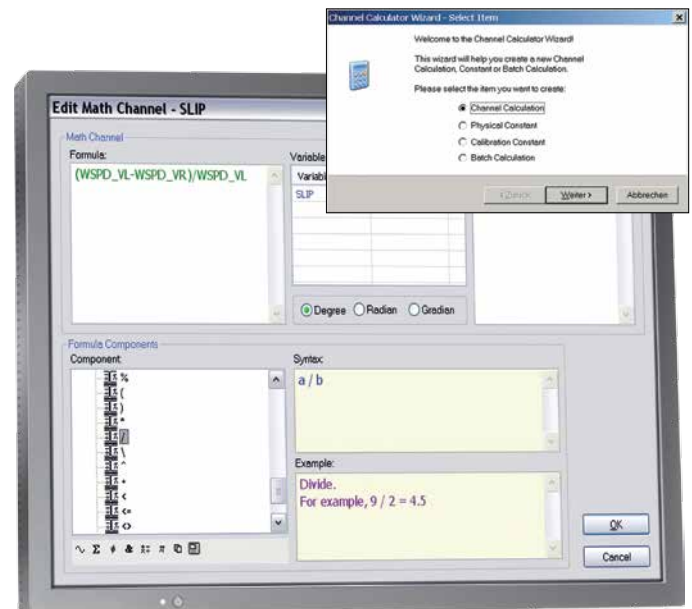 Channel Calculator Wizard - Select Item
Welcome to the Channel Calculator Wizard!
This wizard will help you create a new Channel
Calculation, Constant or Batch Calculation.
Please select the item you want to create:
Channel Calculation
Physical Constant
Calibration Constant
Batch Calculation
< Zurück
Weiter >
Abbrechen
Edit Math Channel - SLIP
Math Channel
Formula:
(WSPD_VL-WSPD_VR)/WSPD_VL
Variable
Variabl
SLIP
Degree
Radian
Gradian
Formula Components
Component:
%
(
)
*
/
\
^
+
<
<=
<>
Syntax:
a / b
Example:
Divide.
For example, 9 / 2 = 4.5
OK
Cancel